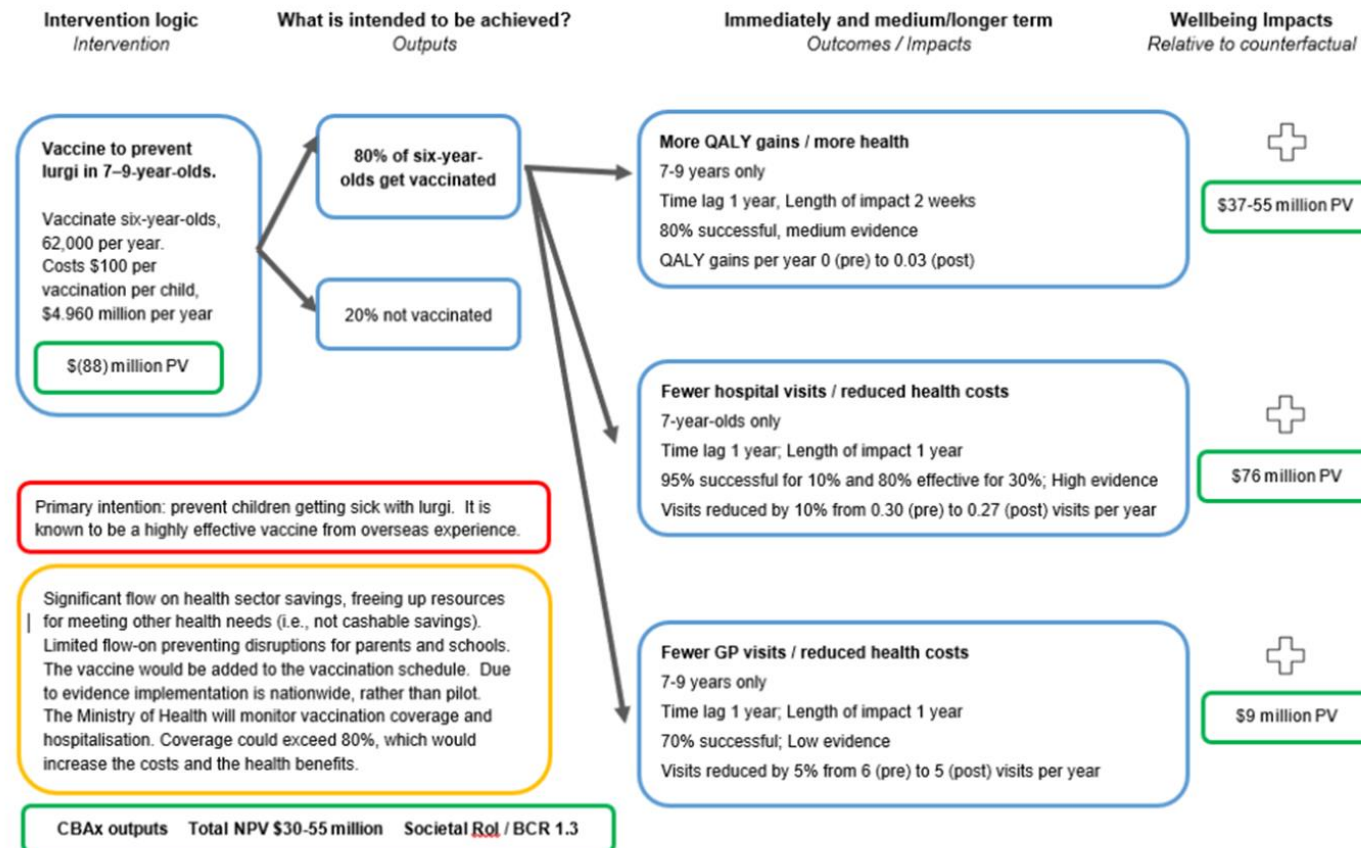 Intervention logic
Intervention
What is intended to be achieved?
Outputs
Immediately and medium/longer term
Outcomes / Impacts
Wellbeing Impacts
Relative to counterfactual
Vaccine to prevent
lurgi in 7–9-year-olds.
Vaccinate six-year-olds,
62,000 per year.
Costs $100 per
vaccination per child,
$4.960 million per year
$(88) million PV
80% of six-year-
olds get vaccinated
20% not vaccinated
More QALY gains / more health
7-9 years only
Time lag 1 year, Length of impact 2 weeks
80% successful, medium evidence
QALY gains per year 0 (pre) to 0.03 (post)
$37-55 million PV
Fewer hospital visits / reduced health costs
7-year-olds only
Time lag 1 year; Length of impact 1 year
95% successful for 10% and 80% effective for 30%; High evidence
Visits reduced by 10% from 0.30 (pre) to 0.27 (post) visits per year
$76 million PV
Fewer GP visits / reduced health costs
7-9 years only
Time lag 1 year; Length of impact 1 year
70% successful; Low evidence
Visits reduced by 5% from 6 (pre) to 5 (post) visits per year
$9 million PV
Primary intention: prevent children getting sick with lurgi. It is
known to be a highly effective vaccine from overseas experience.
Significant flow on health sector savings, freeing up resources
for meeting other health needs (i.e., not cashable savings).
Limited flow-on preventing disruptions for parents and schools.
The vaccine would be added to the vaccination schedule. Due
to evidence implementation is nationwide, rather than pilot.
The Ministry of Health will monitor vaccination coverage and
hospitalisation. Coverage could exceed 80%, which would
increase the costs and the health benefits.
CBAx outputs Total NPV $30-55 million Societal RoI / BCR 1.3